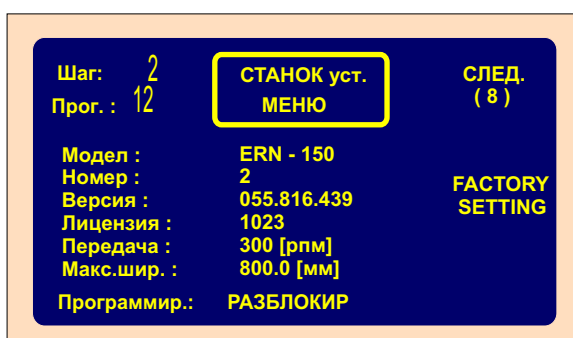 Шаг: 2
Прог. : 12
СТАНОК уст.
МЕНЮ
СЛЕД.
( 8 )
Модел : ERN - 150
Номер : 2
Версия : 055.816.439
Лицензия : 1023
Передача : 300 [рпм]
Макс.шир. : 800.0 [мм]
FACTORY
SETTING
Программир.: РАЗБЛОКИР